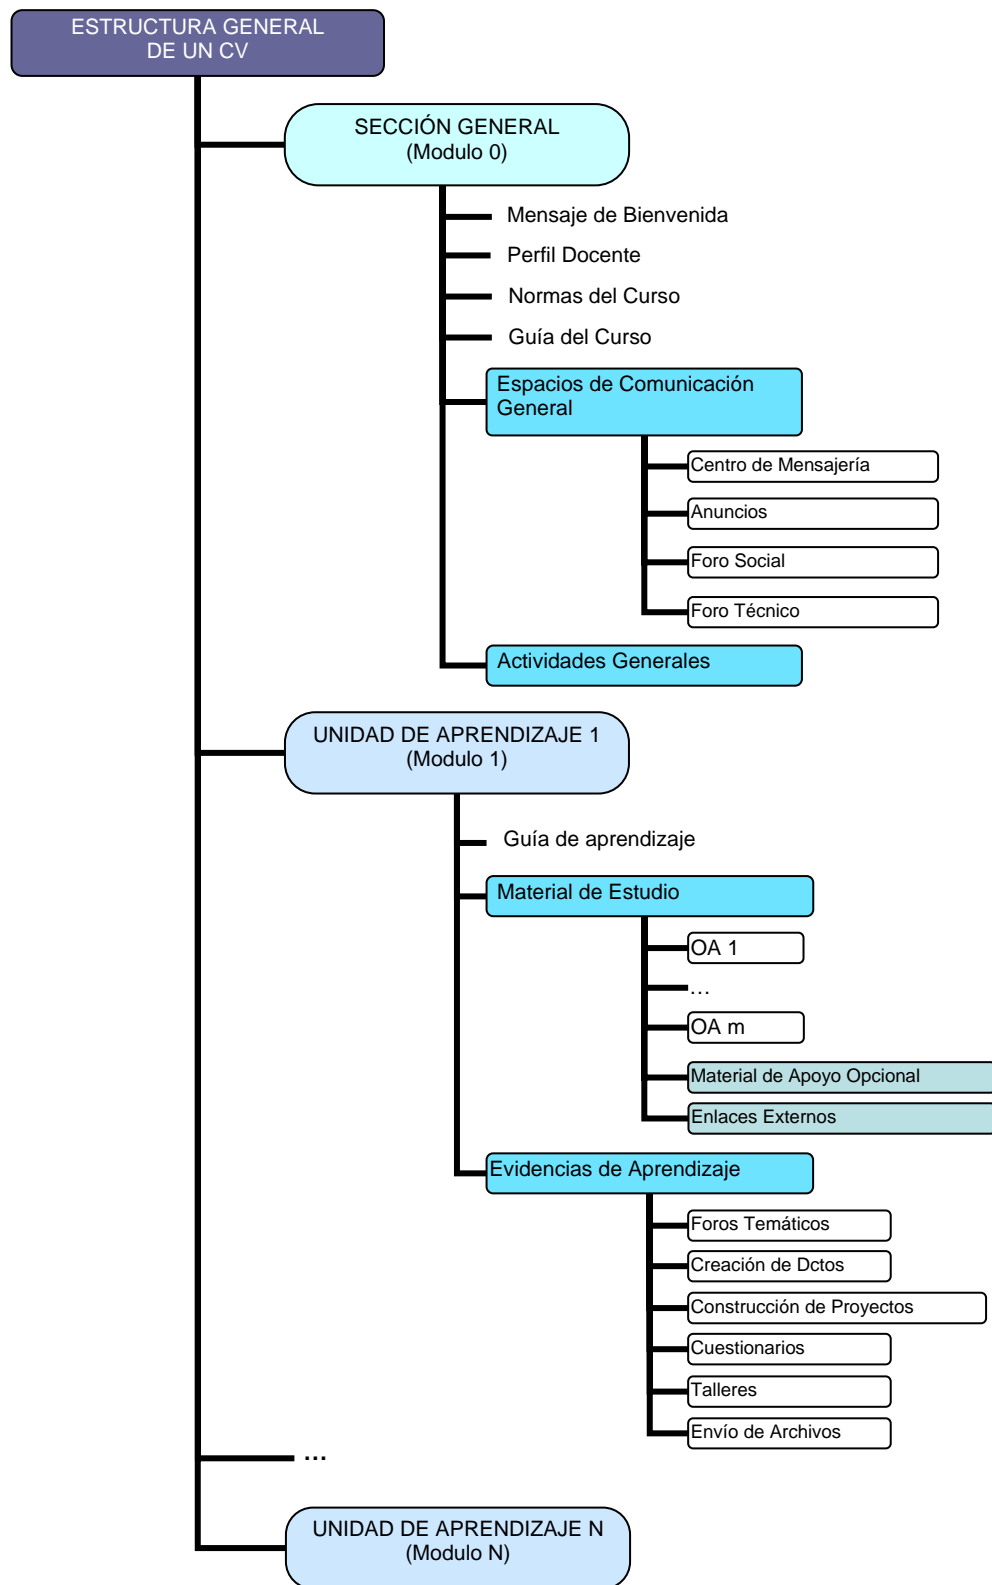 ESTRUCTURA GENERAL
DE UN CV
SECCIÓN GENERAL
(Modulo 0)
Mensaje de Bienvenida
Perfil Docente
Normas del Curso
Guía del Curso
Espacios de Comunicación
General
Centro de Mensajería
Anuncios
Foro Social
Foro Técnico
Actividades Generales
UNIDAD DE APRENDIZAJE 1
(Modulo 1)
Guía de aprendizaje
Material de Estudio
OA 1
...
OA m
Material de Apoyo Opcional
Enlaces Externos
Evidencias de Aprendizaje
Foros Temáticos
Creación de Dctos
Construcción de Proyectos
Cuestionarios
Talleres
Envío de Archivos
...
UNIDAD DE APRENDIZAJE N
(Modulo N)